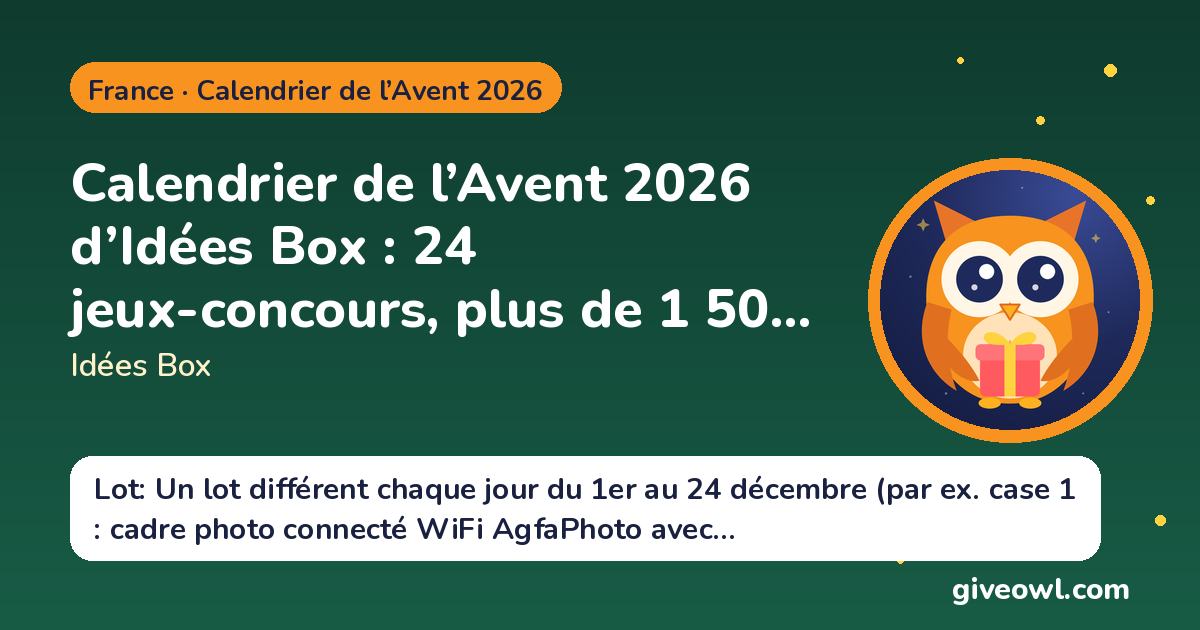 France · Calendrier de l’Avent 2026
Calendrier de l’Avent 2026
d’Idées Box : 24
jeux-concours, plus de 1 50...
Idées Box
Lot: Un lot différent chaque jour du 1er au 24 décembre (par ex. case 1
: cadre photo connecté WiFi AgfaPhoto avec...
giveowl.com